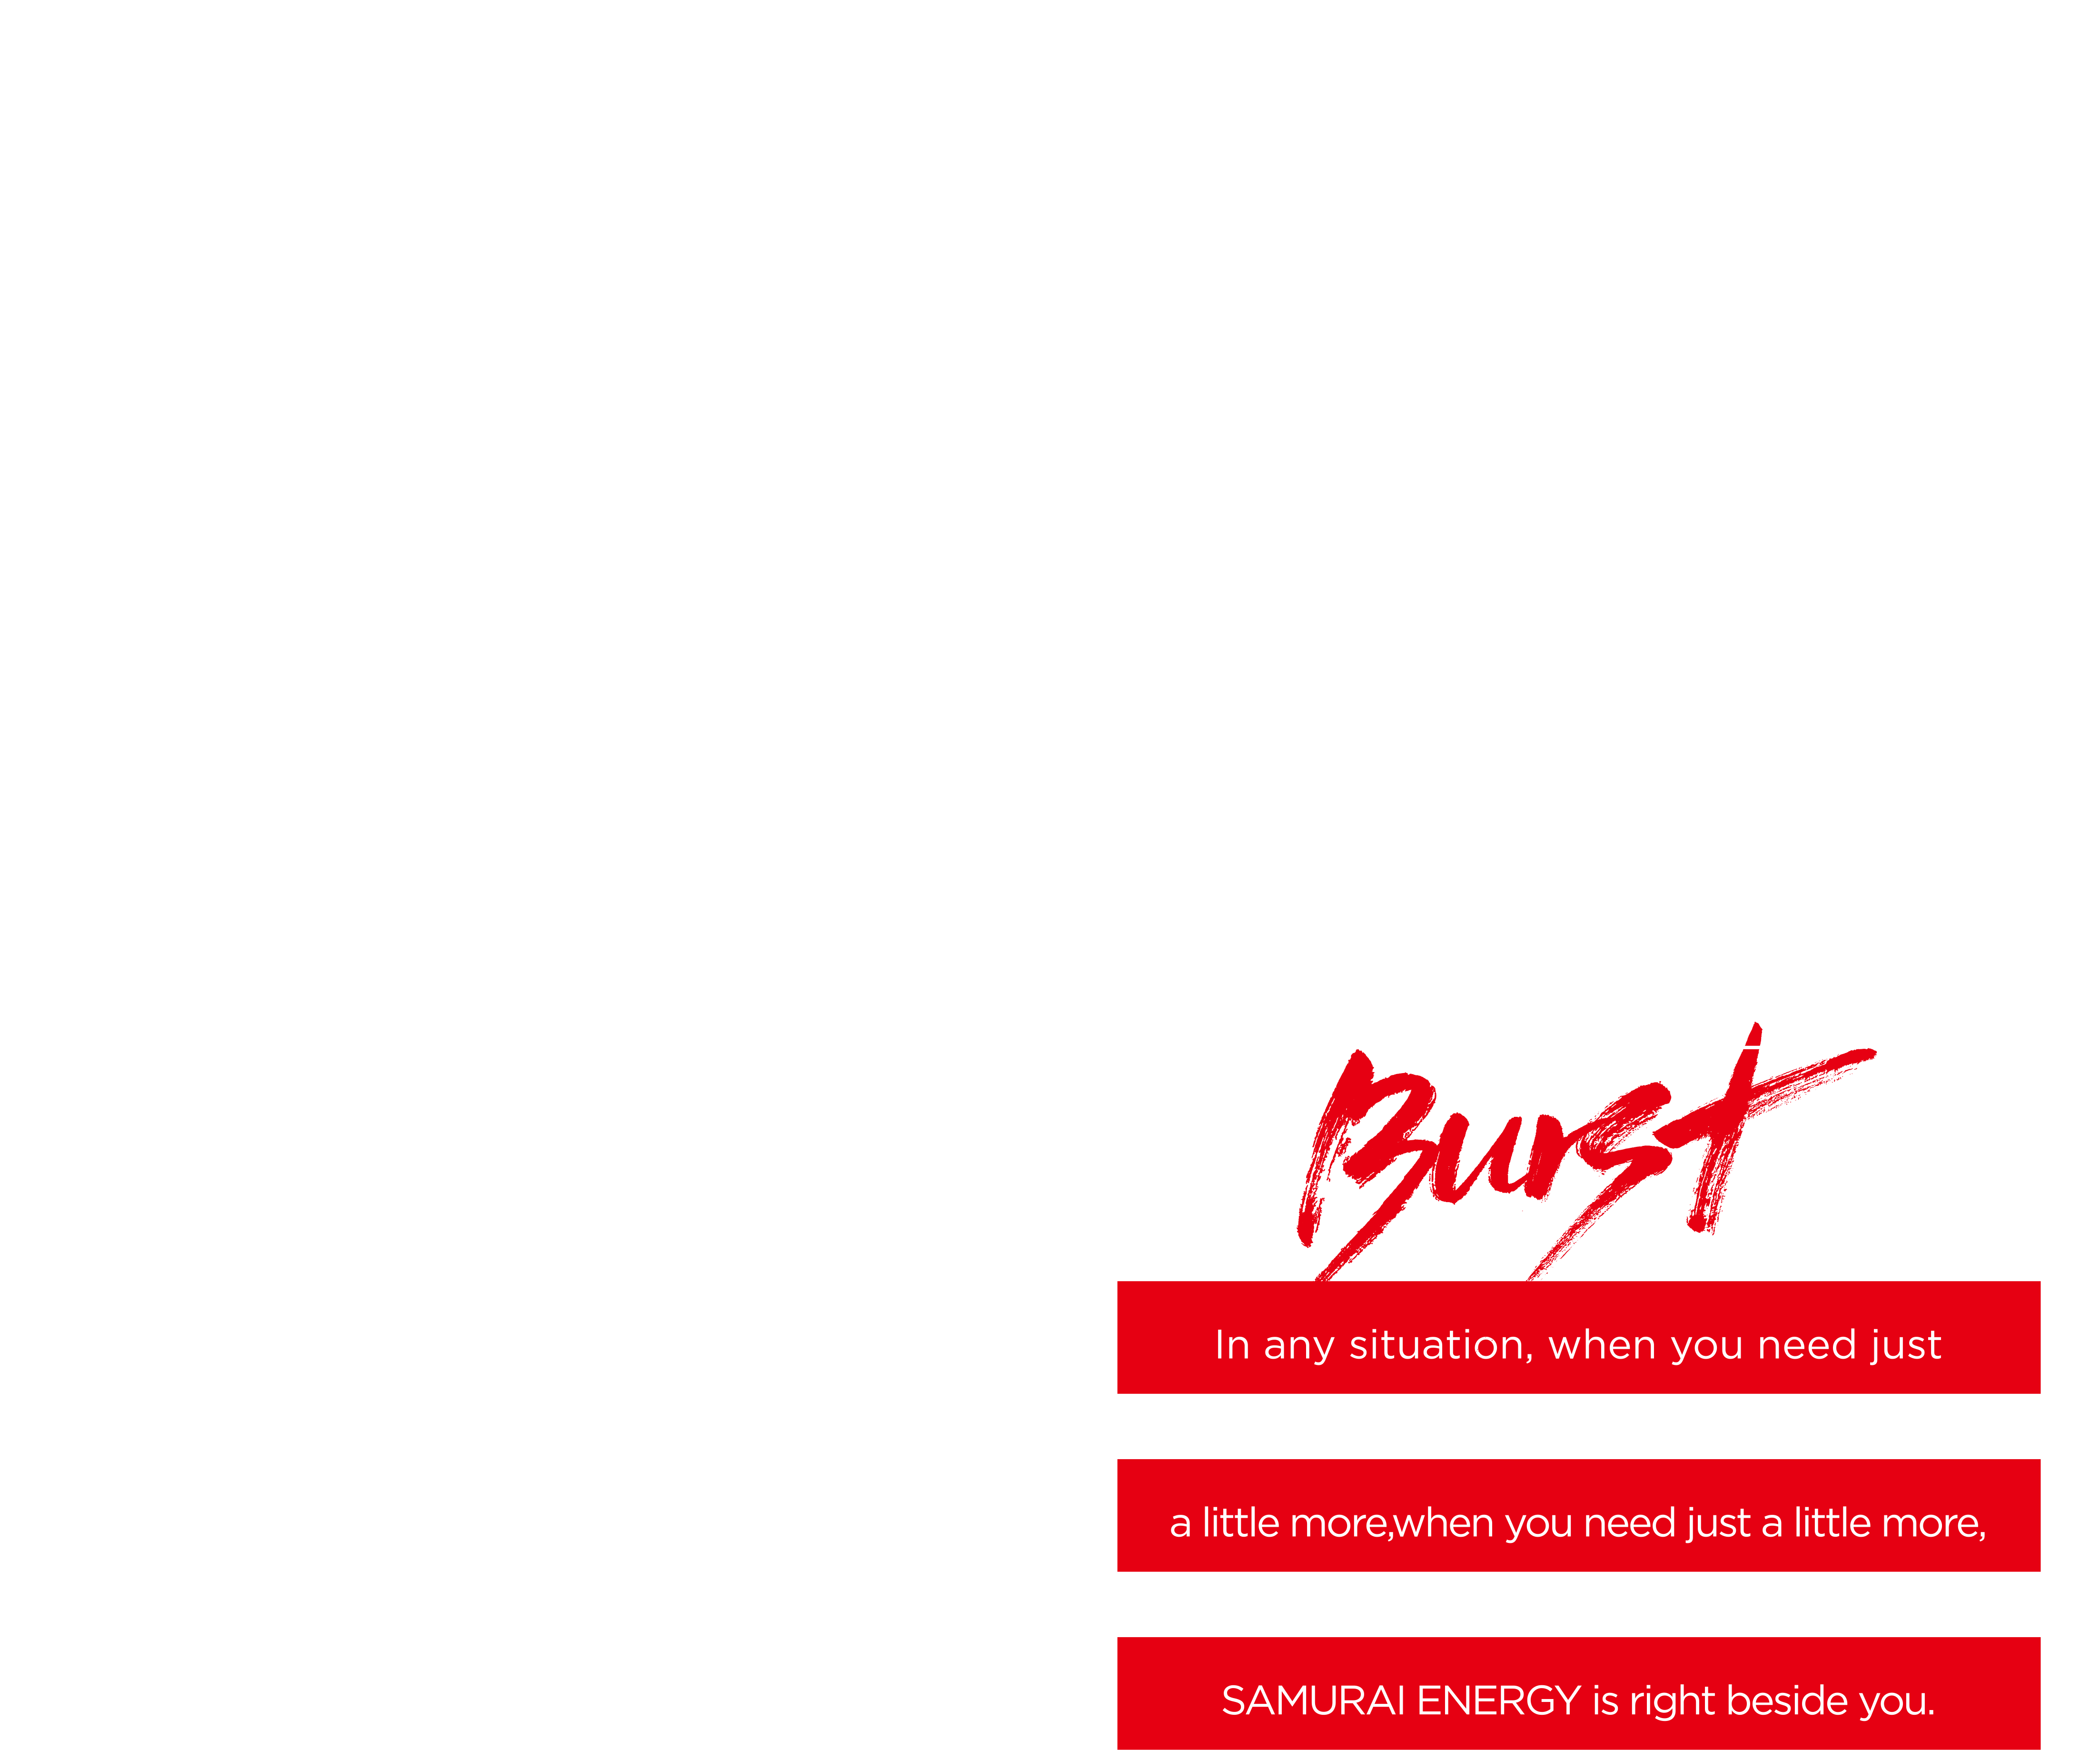 Burst
In any situation, when you need just
a little more,when you need just a little more,
SAMURAI ENERGY is right beside you.